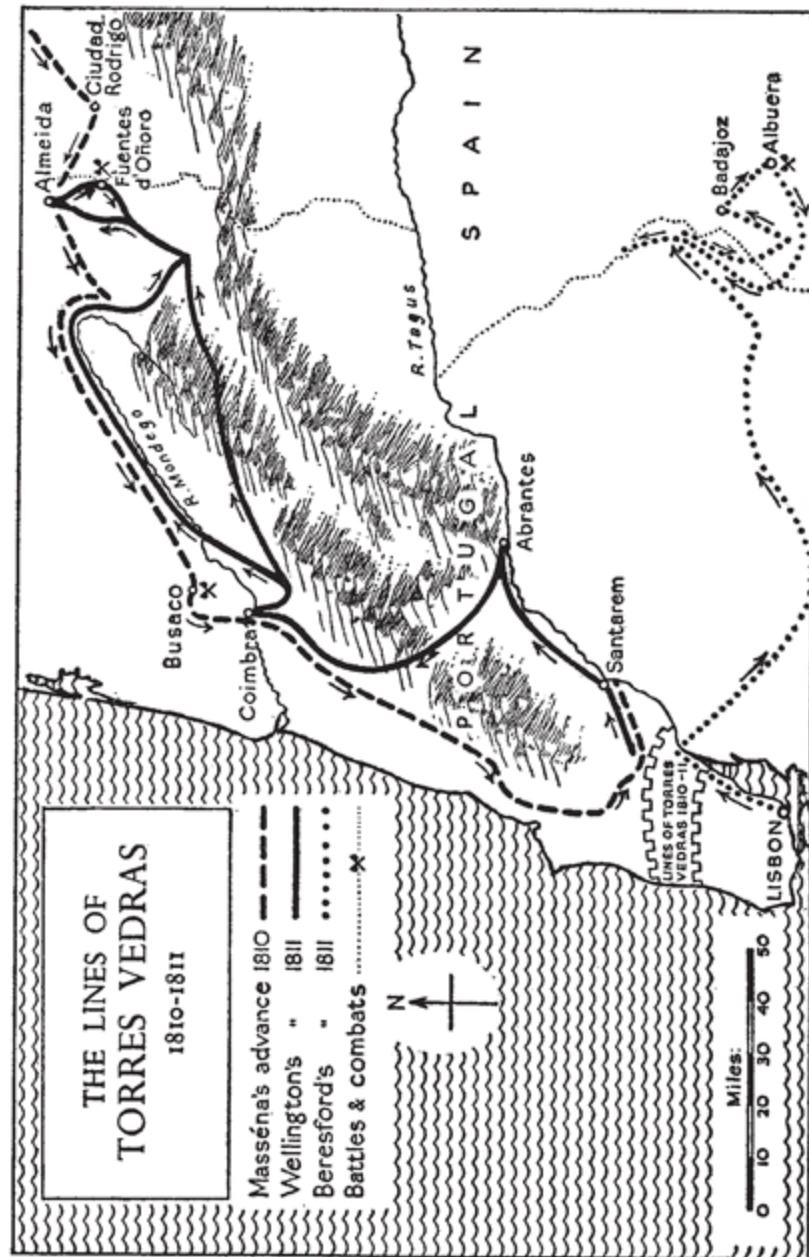 THE LINES OF
TORRES VEDRAS
1810-1811
Masséna's advance 1810
Wellington's " 1811
Beresford's " 1811
Battles & combats
N
Miles:
0 10 20 30 40 50
Almeida
Ciudad
Rodrigo
Fuentes
d'Oñoro
R. Mondego
Busaco
Coimbra
SPAIN
R. Tagus
PORTUGAL
Abrantes
Santarem
Badajoz
Albuera
LINES OF TORRES
VEDRAS 1810-11
LISBON